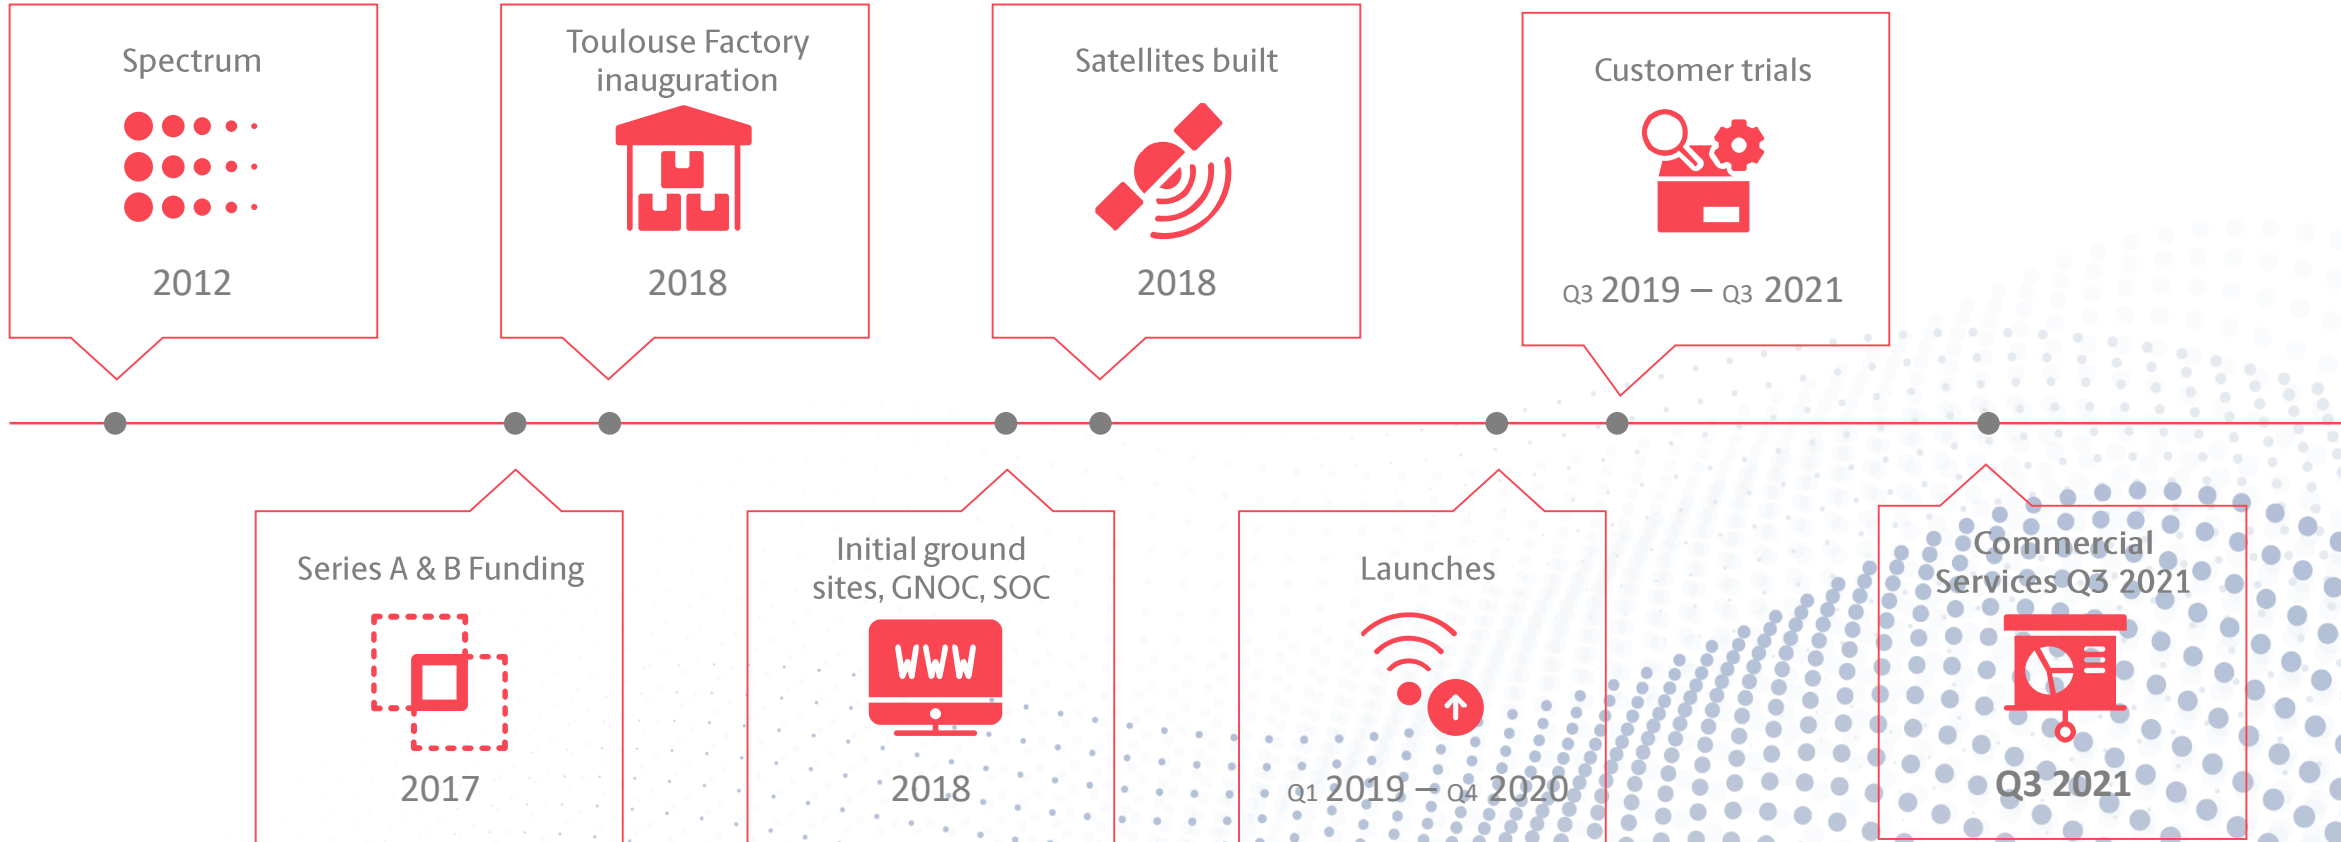 Spectrum
2012
Toulouse Factory
inauguration
2018
Satellites built
2018
Customer trials
Q3 2019 – Q3 2021
Series A & B Funding
2017
Initial ground
sites, GNOC, SOC
WWW
2018
Launches
Q1 2019 – Q4 2020
Commercial
Services Q3 2021
Q3 2021